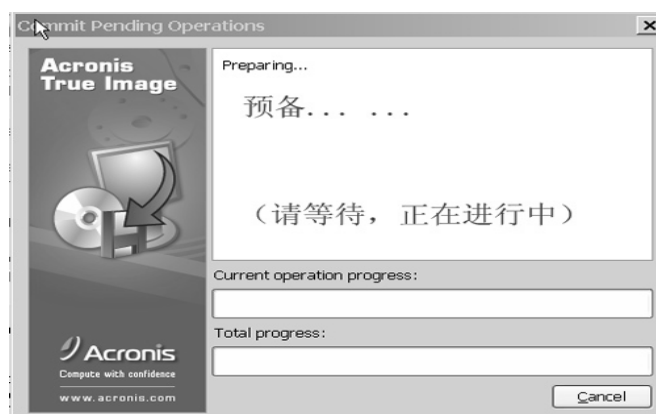 Commit Pending Operations
Acronis
True Image
Preparing...
预备... ...
（请等待，正在进行中）
Current operation progress:
Total progress:
Acronis
Compute with confidence
www.acronis.com
Cancel